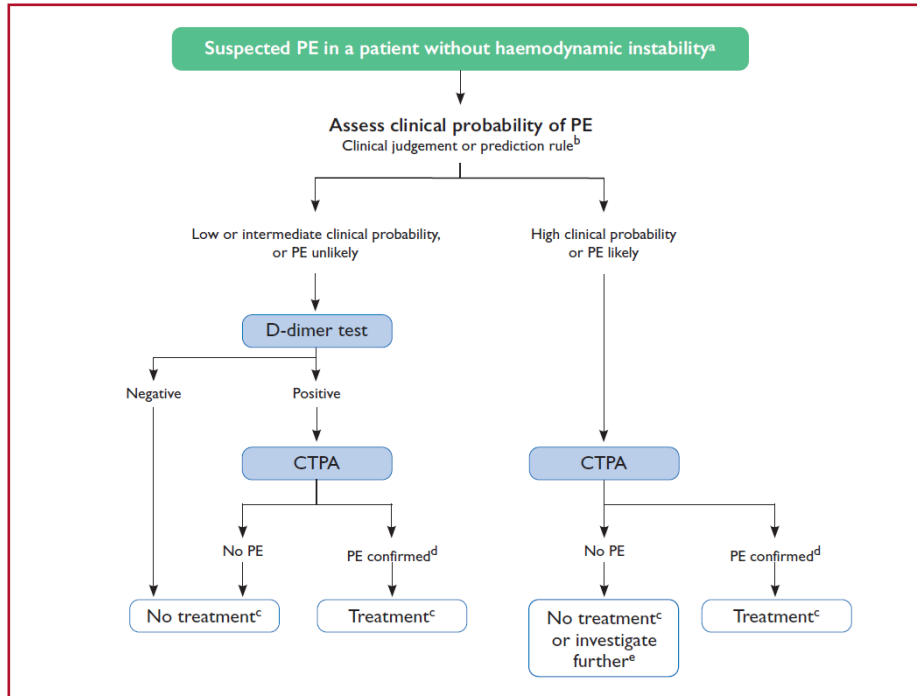 Suspected PE in a patient without haemodynamic instabilityᵃ
Assess clinical probability of PE
Clinical judgement or prediction ruleᵇ
Low or intermediate clinical probability,
or PE unlikely
High clinical probability
or PE likely
D-dimer test
Negative
Positive
CTPA
CTPA
No PE
PE confirmedᵈ
No PE
PE confirmedᵈ
No treatmentᶜ
Treatmentᶜ
No treatmentᶜ
or investigate
furtherᵉ
Treatmentᶜ